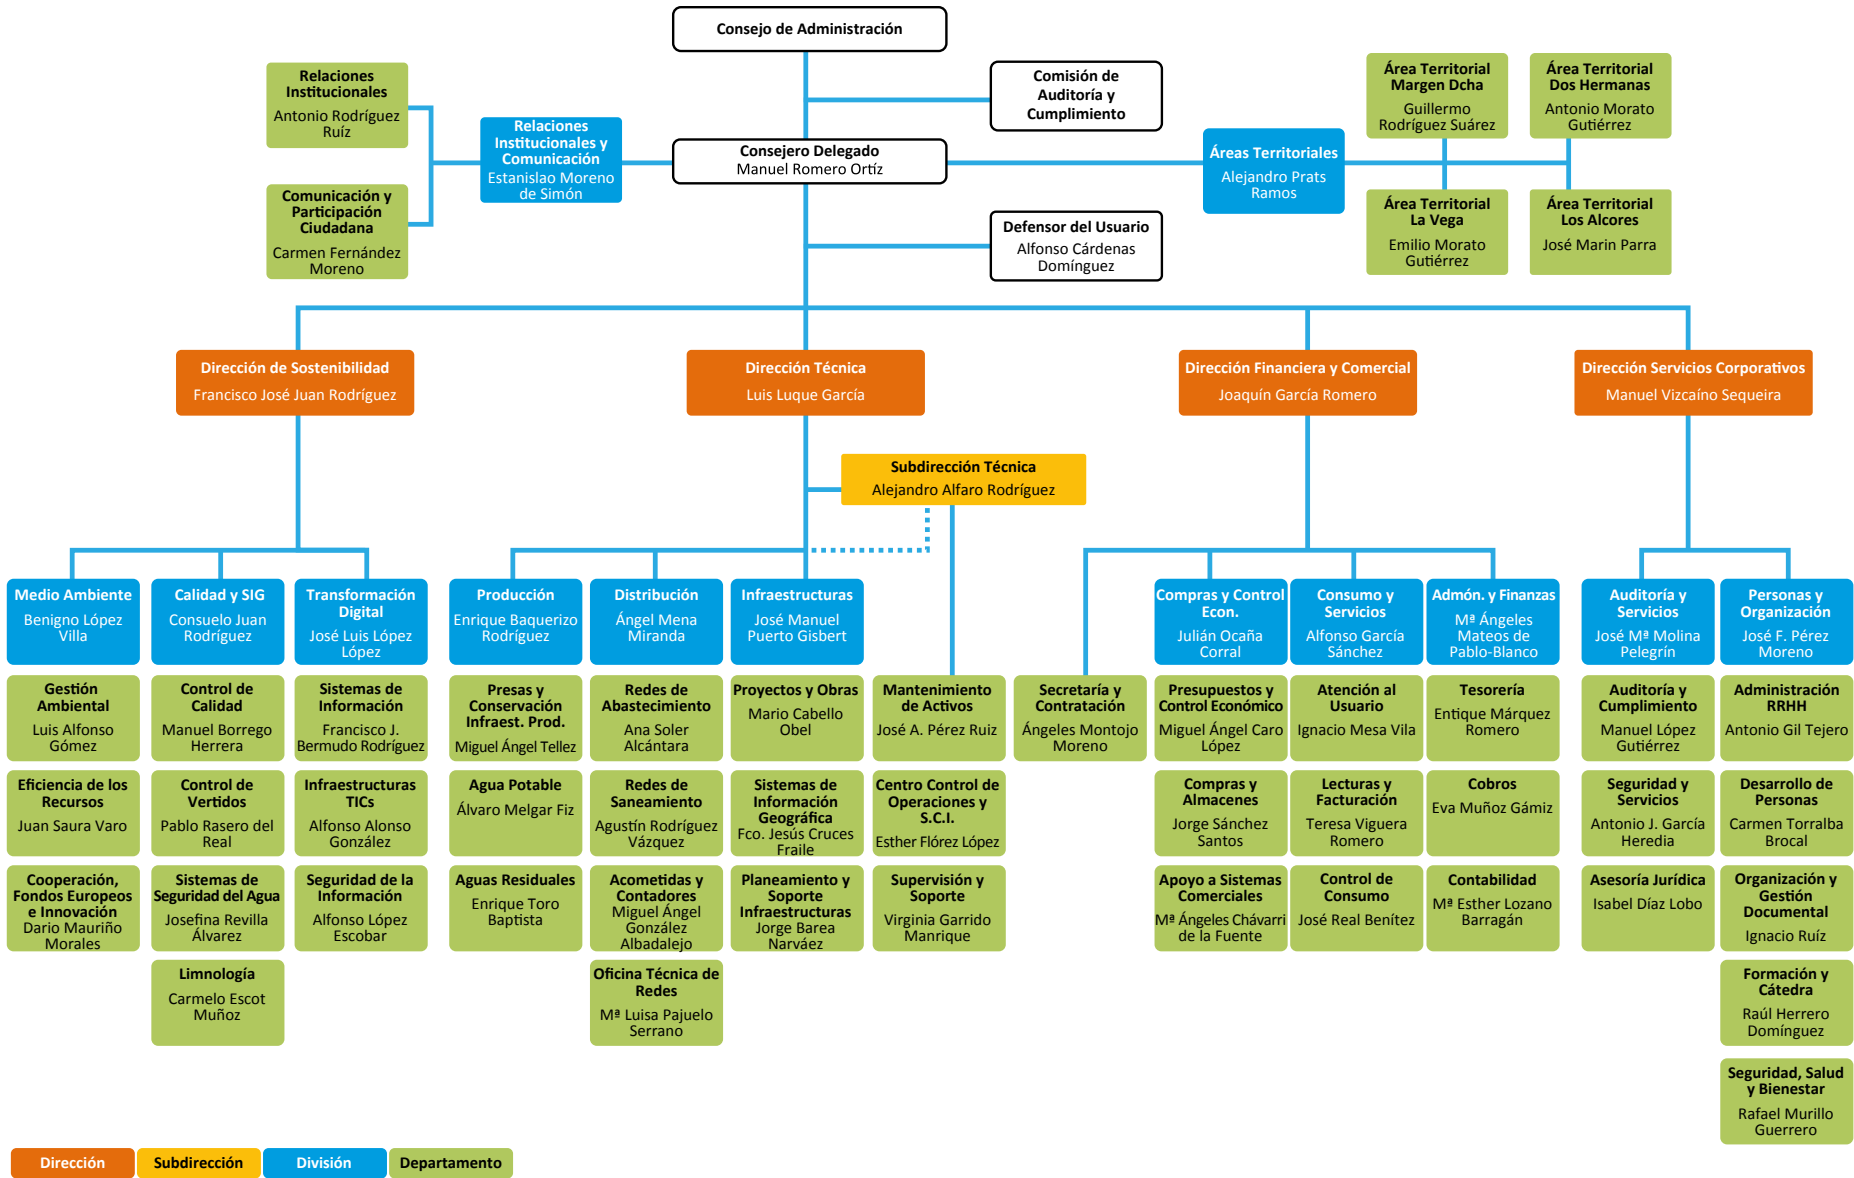 Consejo de Administración
Comisión de
Auditoría y
Cumplimiento
Relaciones
Institucionales
Antonio Rodríguez
Ruíz
Comunicación y
Participación
Ciudadana
Carmen Fernández
Moreno
Relaciones
Institucionales y
Comunicación
Estanislao Moreno
de Simón
Consejero Delegado
Manuel Romero Ortíz
Áreas Territoriales
Alejandro Prats
Ramos
Área Territorial
Margen Dcha
Guillermo
Rodríguez Suárez
Área Territorial
Dos Hermanas
Antonio Morato
Gutiérrez
Área Territorial
La Vega
Emilio Morato
Gutiérrez
Área Territorial
Los Alcores
José Marin Parra
Defensor del Usuario
Alfonso Cárdenas
Domínguez
Dirección de Sostenibilidad
Francisco José Juan Rodríguez
Dirección Técnica
Luis Luque García
Dirección Financiera y Comercial
Joaquín García Romero
Dirección Servicios Corporativos
Manuel Vizcaíno Sequeira
Subdirección Técnica
Alejandro Alfaro Rodríguez
Medio Ambiente
Benigno López
Villa
Gestión
Ambiental
Luis Alfonso
Gómez
Eficiencia de los
Recursos
Juan Saura Varo
Cooperación,
Fondos Europeos
e Innovación
Dario Mauriño
Morales
Calidad y SIG
Consuelo Juan
Rodríguez
Control de
Calidad
Manuel Borrego
Herrera
Control de
Vertidos
Pablo Rasero del
Real
Sistemas de
Seguridad del Agua
Josefina Revilla
Álvarez
Limnología
Carmelo Escot
Muñoz
Transformación
Digital
José Luis López
López
Sistemas de
Información
Francisco J.
Bermudo Rodríguez
Infraestructuras
TICs
Alfonso Alonso
González
Seguridad de la
Información
Alfonso López
Escobar
Producción
Enrique Baquerizo
Rodríguez
Presas y
Conservación
Infraest. Prod.
Miguel Ángel Tellez
Agua Potable
Álvaro Melgar Fiz
Aguas Residuales
Enrique Toro
Baptista
Distribución
Ángel Mena
Miranda
Redes de
Abastecimiento
Ana Soler
Alcántara
Redes de
Saneamiento
Agustín Rodríguez
Vázquez
Acometidas y
Contadores
Miguel Ángel
González
Albadalejo
Oficina Técnica de
Redes
Mª Luisa Pajuelo
Serrano
Infraestructuras
José Manuel
Puerto Gisbert
Proyectos y Obras
Mario Cabello
Obel
Sistemas de
Información
Geográfica
Fco. Jesús Cruces
Fraile
Planeamiento y
Soporte
Infraestructuras
Jorge Barea
Narváez
Mantenimiento
de Activos
José A. Pérez Ruiz
Centro Control de
Operaciones y
S.C.I.
Esther Flórez López
Supervisión y
Soporte
Virginia Garrido
Manrique
Secretaría y
Contratación
Ángeles Montojo
Moreno
Compras y Control
Econ.
Julián Ocaña
Corral
Presupuestos y
Control Económico
Miguel Ángel Caro
López
Compras y
Almacenes
Jorge Sánchez
Santos
Apoyo a Sistemas
Comerciales
Mª Ángeles Chávarri
de la Fuente
Consumo y
Servicios
Alfonso García
Sánchez
Atención al
Usuario
Ignacio Mesa Vila
Lecturas y
Facturación
Teresa Viguera
Romero
Control de
Consumo
José Real Benítez
Admón. y Finanzas
Mª Ángeles
Mateos de
Pablo-Blanco
Tesorería
Entique Márquez
Romero
Cobros
Eva Muñoz Gámiz
Contabilidad
Mª Esther Lozano
Barragán
Auditoría y
Servicios
José Mª Molina
Pelegrín
Auditoría y
Cumplimiento
Manuel López
Gutiérrez
Seguridad y
Servicios
Antonio J. García
Heredia
Asesoría Jurídica
Isabel Díaz Lobo
Personas y
Organización
José F. Pérez
Moreno
Administración
RRHH
Antonio Gil Tejero
Desarrollo de
Personas
Carmen Torralba
Brocal
Organización y
Gestión
Documental
Ignacio Ruíz
Formación y
Cátedra
Raúl Herrero
Domínguez
Seguridad, Salud
y Bienestar
Rafael Murillo
Guerrero
Dirección
Subdirección
División
Departamento